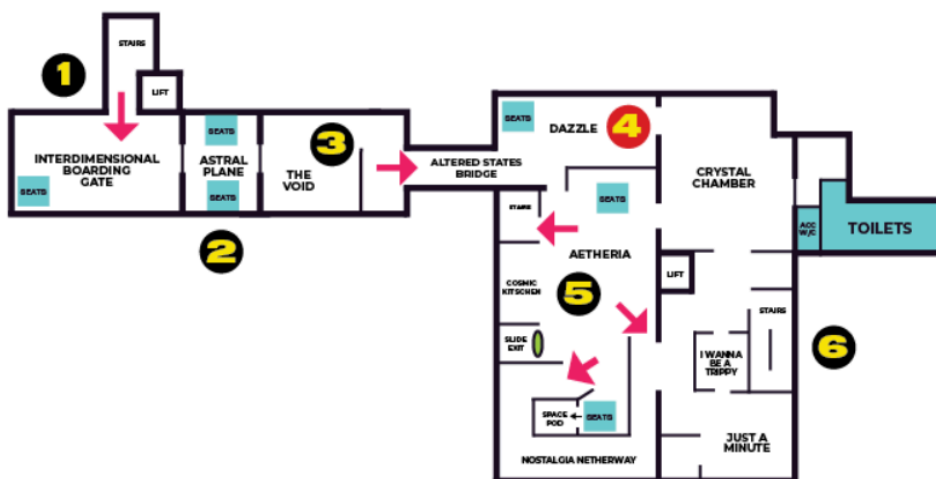 STAIRS
1
LIFT
INTERDIMENSIONAL
BOARDING
GATE
SEATS
SEATS
ASTRAL
PLANE
SEATS
2
3
THE
VOID
ALTERED STATES
BRIDGE
SEATS
DAZZLE
4
CRYSTAL
CHAMBER
ACC
W/C
TOILETS
SEATS
STAIRS
AETHERIA
LIFT
COSMIC
KITSCHEN
5
STAIRS
SLIDE
EXIT
6
I WANNA
BE A
TRIPPY
SPACE
POD
SEATS
JUST A
MINUTE
NOSTALGIA NETHERWAY